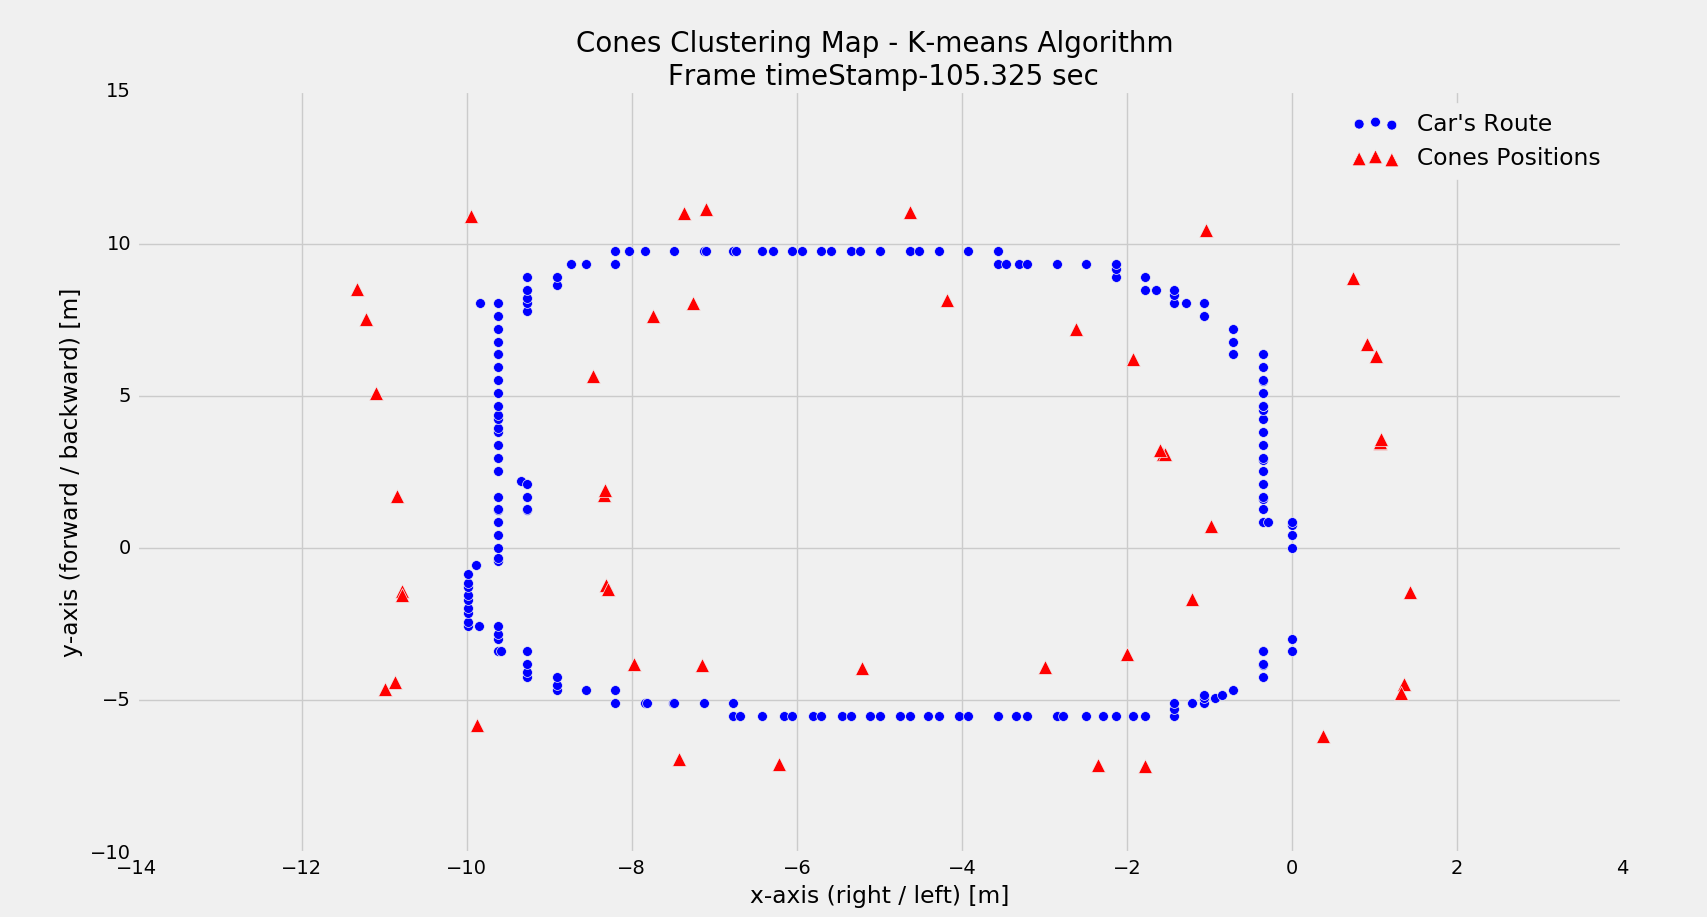 Cones Clustering Map - K-means Algorithm
Frame timeStamp-105.325 sec
Car's Route
Cones Positions
15
10
5
0
−5
−10
y-axis (forward / backward) [m]
−14 −12 −10 −8 −6 −4 −2 0 2 4
x-axis (right / left) [m]